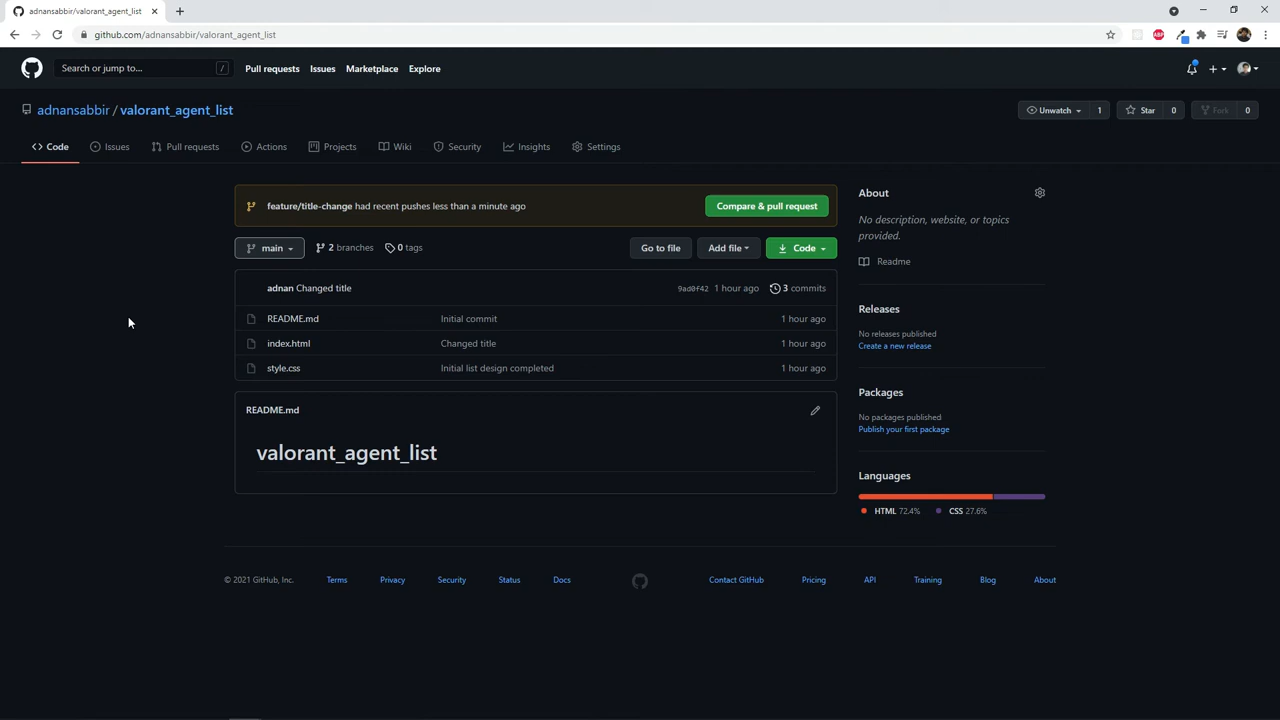 adnansabbir/valorant_agent_list
github.com/adnansabbir/valorant_agent_list
ABP
Search or jump to... /
Pull requests Issues Marketplace Explore
adnansabbir / valorant_agent_list
Unwatch 1 Star 0 Fork 0
Code Issues Pull requests Actions Projects Wiki Security Insights Settings
feature/title-change had recent pushes less than a minute ago Compare & pull request
main 2 branches 0 tags Go to file Add file Code
adnan Changed title 9ad0f42 1 hour ago 3 commits
README.md Initial commit 1 hour ago
index.html Changed title 1 hour ago
style.css Initial list design completed 1 hour ago
README.md
valorant_agent_list
About
No description, website, or topics
provided.
Readme
Releases
No releases published
Create a new release
Packages
No packages published
Publish your first package
Languages
HTML 72.4% CSS 27.6%
© 2021 GitHub, Inc. Terms Privacy Security Status Docs Contact GitHub Pricing API Training Blog About